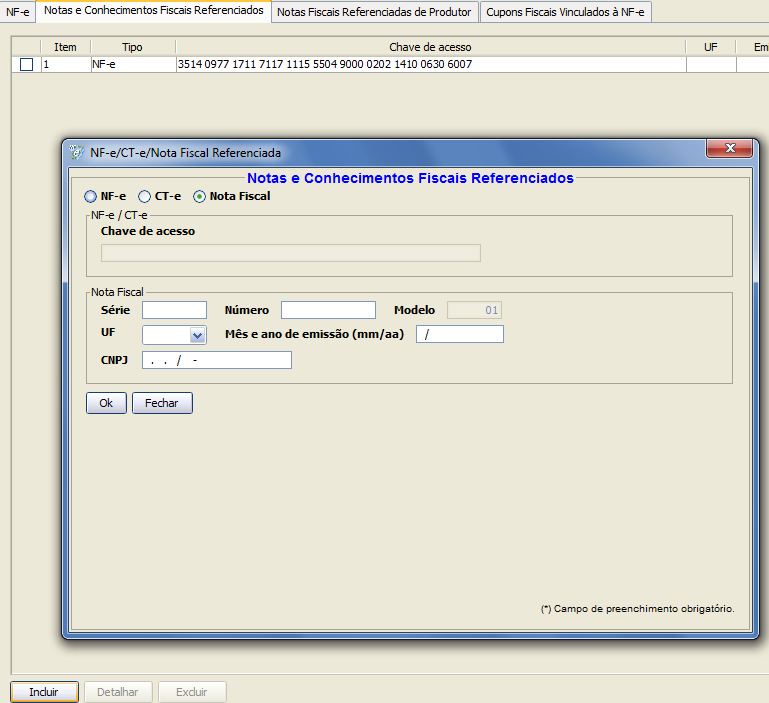 NF-e Notas e Conhecimentos Fiscais Referenciados Notas Fiscais Referenciadas de Produtor Cupons Fiscais Vinculados à NF-e
Item Tipo Chave de acesso UF Em
1 NF-e 3514 0977 1711 7117 1115 5504 9000 0202 1410 0630 6007
NF-e/CT-e/Nota Fiscal Referenciada
Notas e Conhecimentos Fiscais Referenciados
NF-e CT-e Nota Fiscal
NF-e / CT-e
Chave de acesso
Nota Fiscal
Série Número Modelo 01
UF Mês e ano de emissão (mm/aa) /
CNPJ . . / -
Ok Fechar
(*) Campo de preenchimento obrigatório.
Incluir Detalhar Excluir